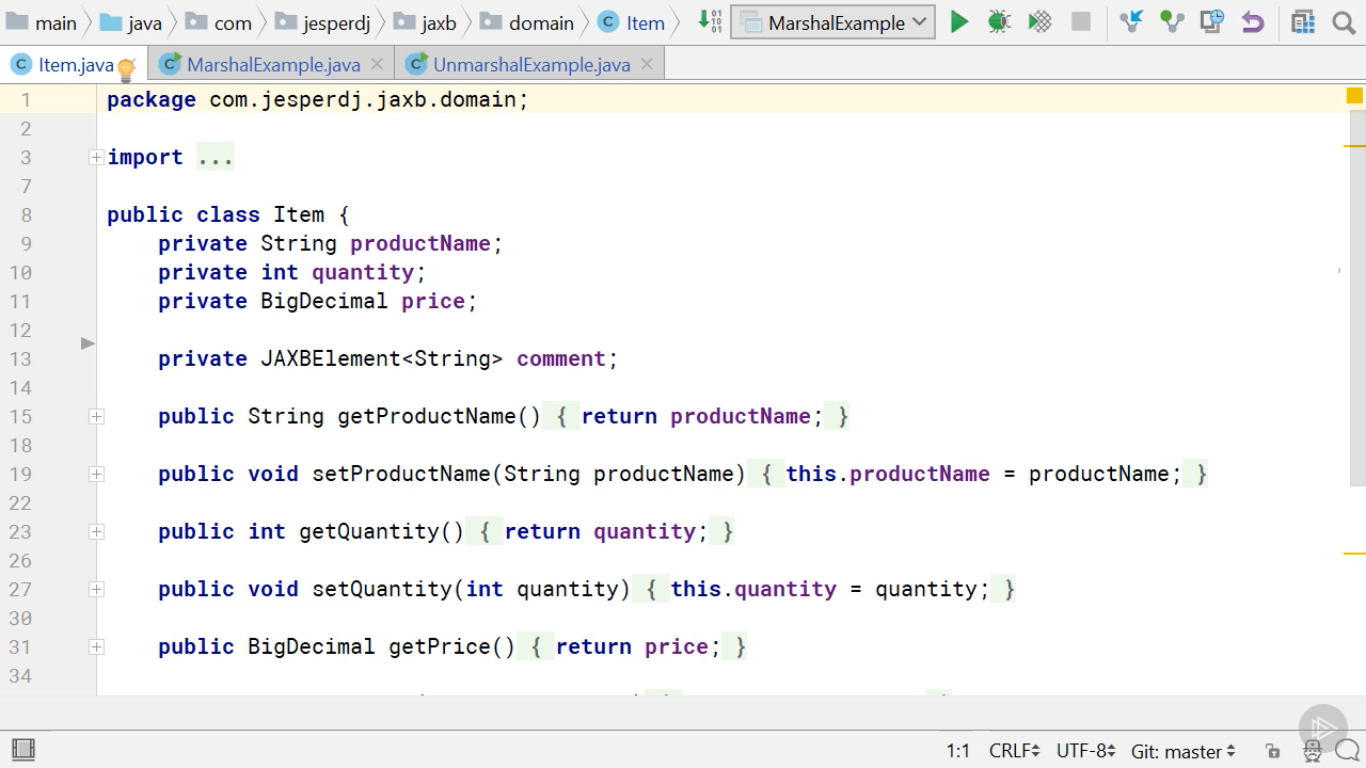 main java com jesperdj jaxb domain Item MarshalExample
Item.java MarshalExample.java UnmarshalExample.java
1 package com.jesperdj.jaxb.domain;
2
3 import ...
7
8 public class Item {
9 private String productName;
10 private int quantity;
11 private BigDecimal price;
12
13 private JAXBElement<String> comment;
14
15 public String getProductName() { return productName; }
18
19 public void setProductName(String productName) { this.productName = productName; }
22
23 public int getQuantity() { return quantity; }
26
27 public void setQuantity(int quantity) { this.quantity = quantity; }
30
31 public BigDecimal getPrice() { return price; }
34
1:1 CRLF UTF-8 Git: master